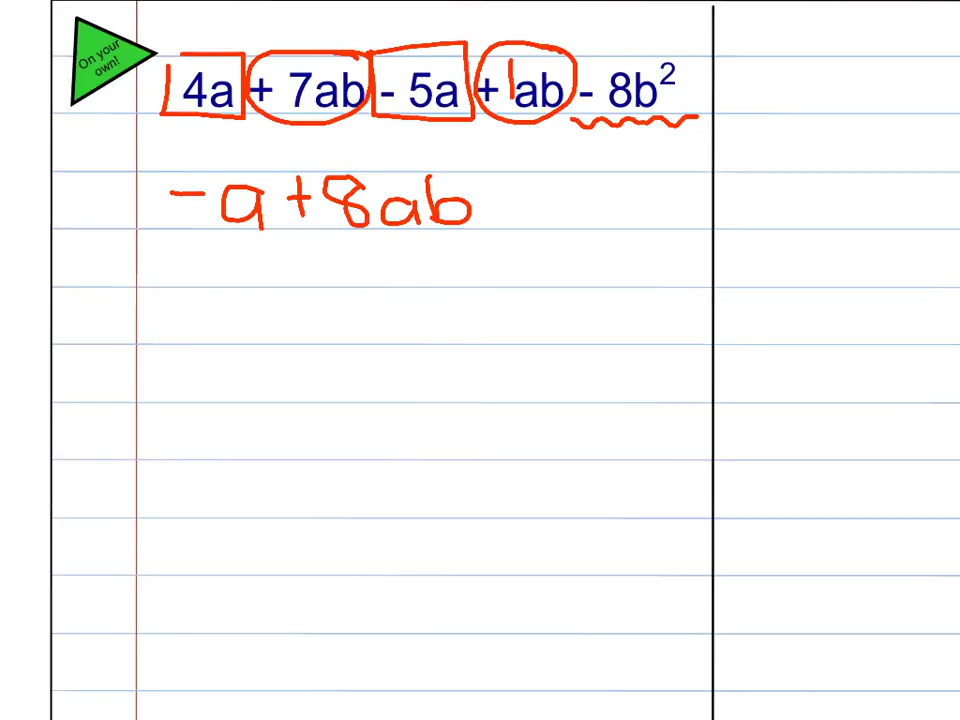 On your
own!
4a + 7ab - 5a + 1ab - 8b²
- a + 8ab